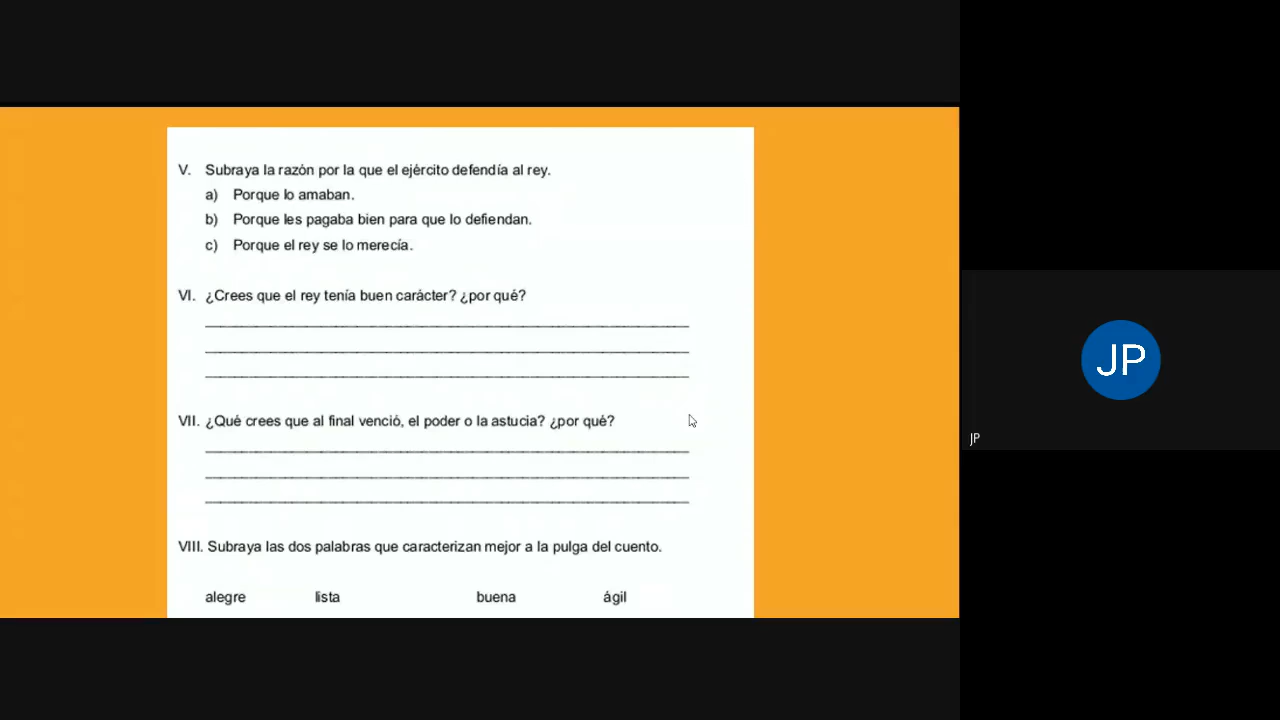 V. Subraya la razón por la que el ejército defendía al rey.
a) Porque lo amaban.
b) Porque les pagaba bien para que lo defiendan.
c) Porque el rey se lo merecía.
VI. ¿Crees que el rey tenía buen carácter? ¿por qué?
VII. ¿Qué crees que al final venció, el poder o la astucia? ¿por qué?
VIII. Subraya las dos palabras que caracterizan mejor a la pulga del cuento.
alegre lista buena ágil
JP
JP